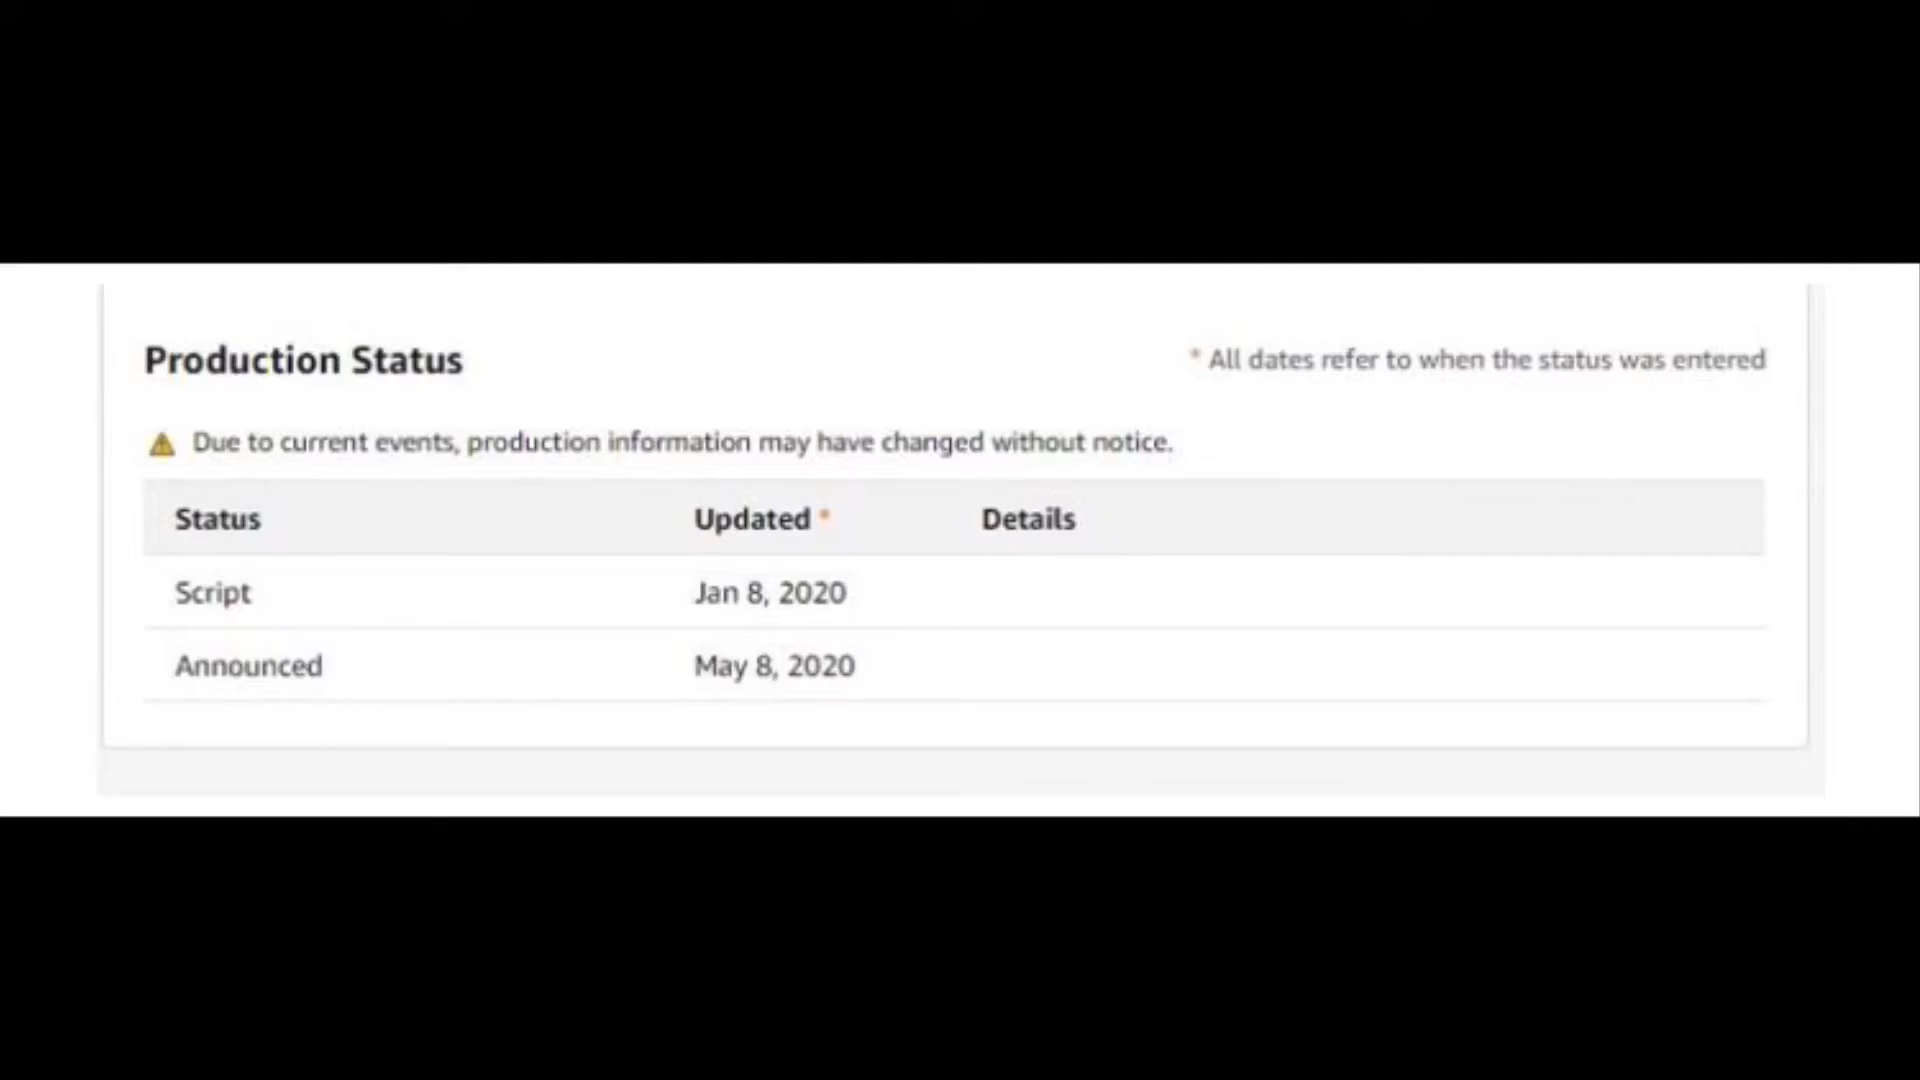 Production Status
* All dates refer to when the status was entered
Due to current events, production information may have changed without notice.
Status Updated * Details
Script Jan 8, 2020
Announced May 8, 2020